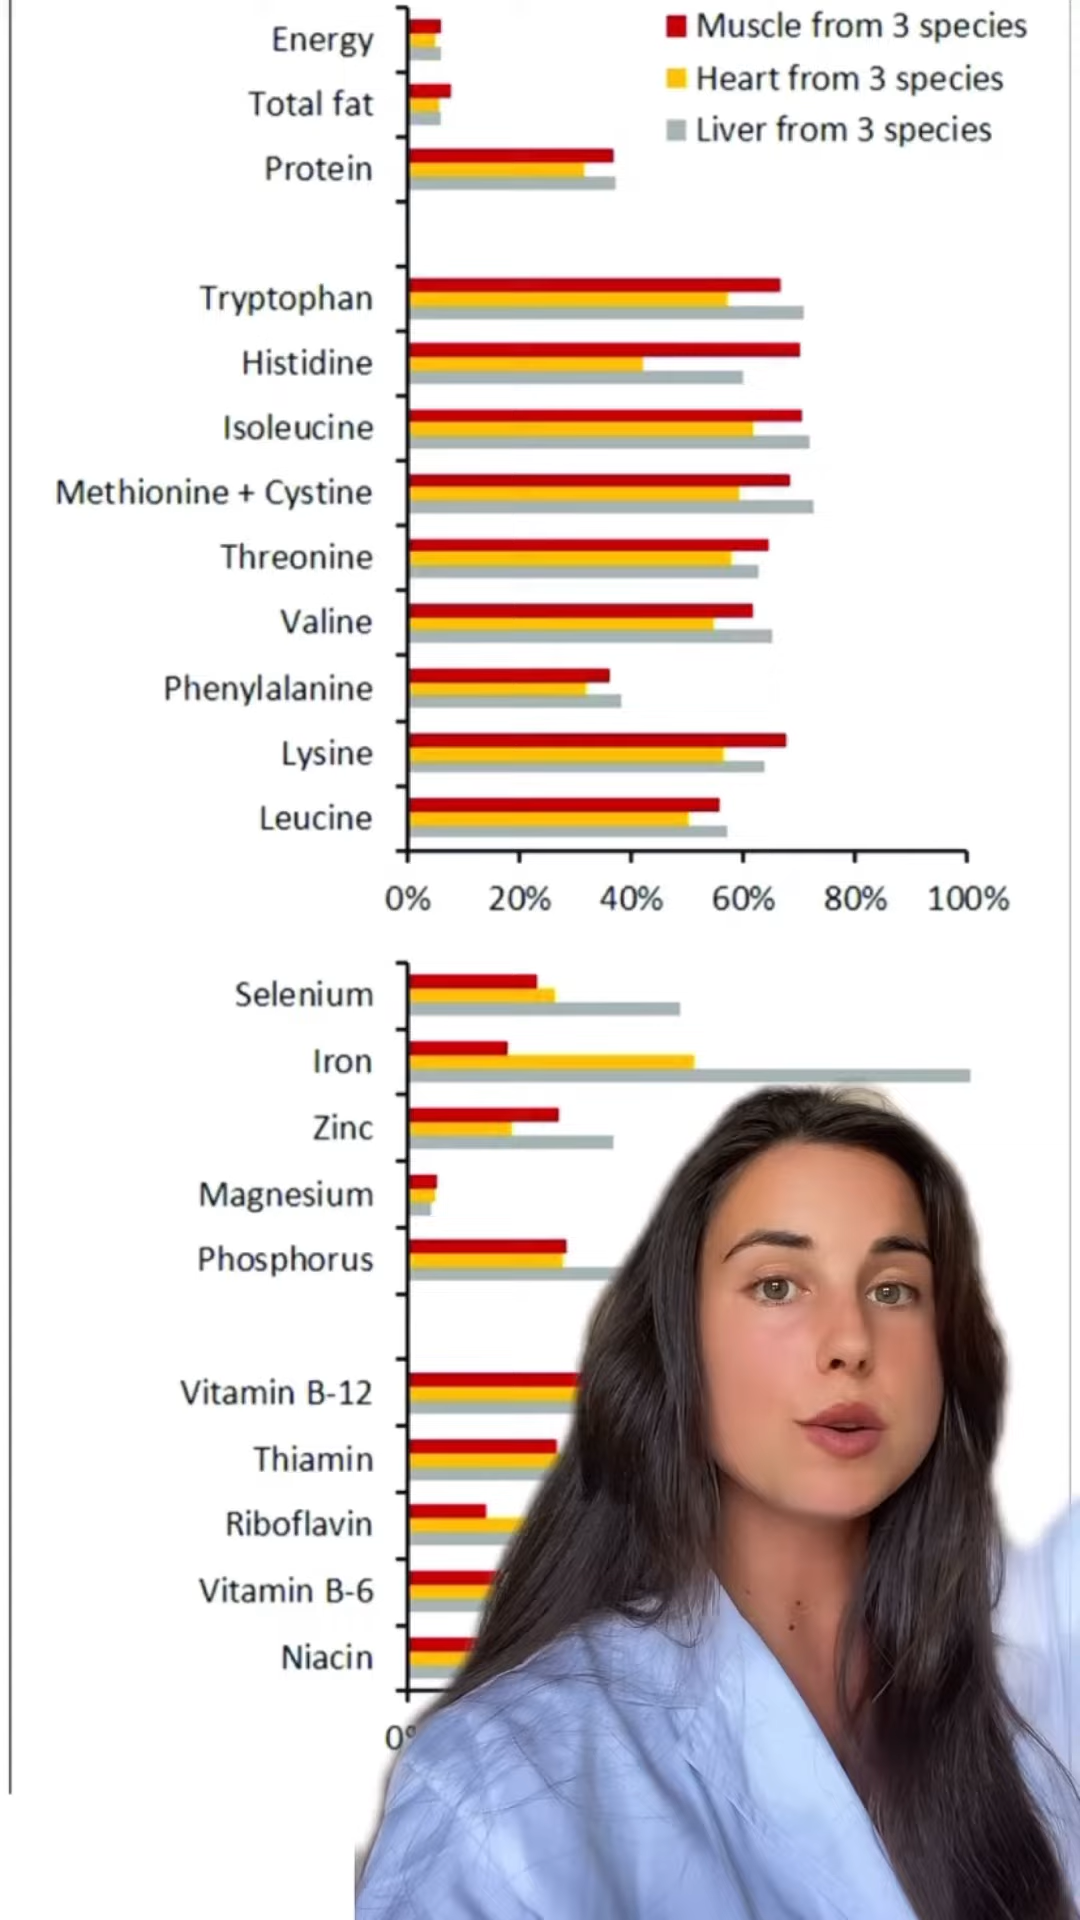 Energy
Muscle from 3 species
Total fat
Heart from 3 species
Liver from 3 species
Protein
Tryptophan
Histidine
Isoleucine
Methionine + Cystine
Threonine
Valine
Phenylalanine
Lysine
Leucine
0% 20% 40% 60% 80% 100%
Selenium
Iron
Zinc
Magnesium
Phosphorus
Vitamin B-12
Thiamin
Riboflavin
Vitamin B-6
Niacin